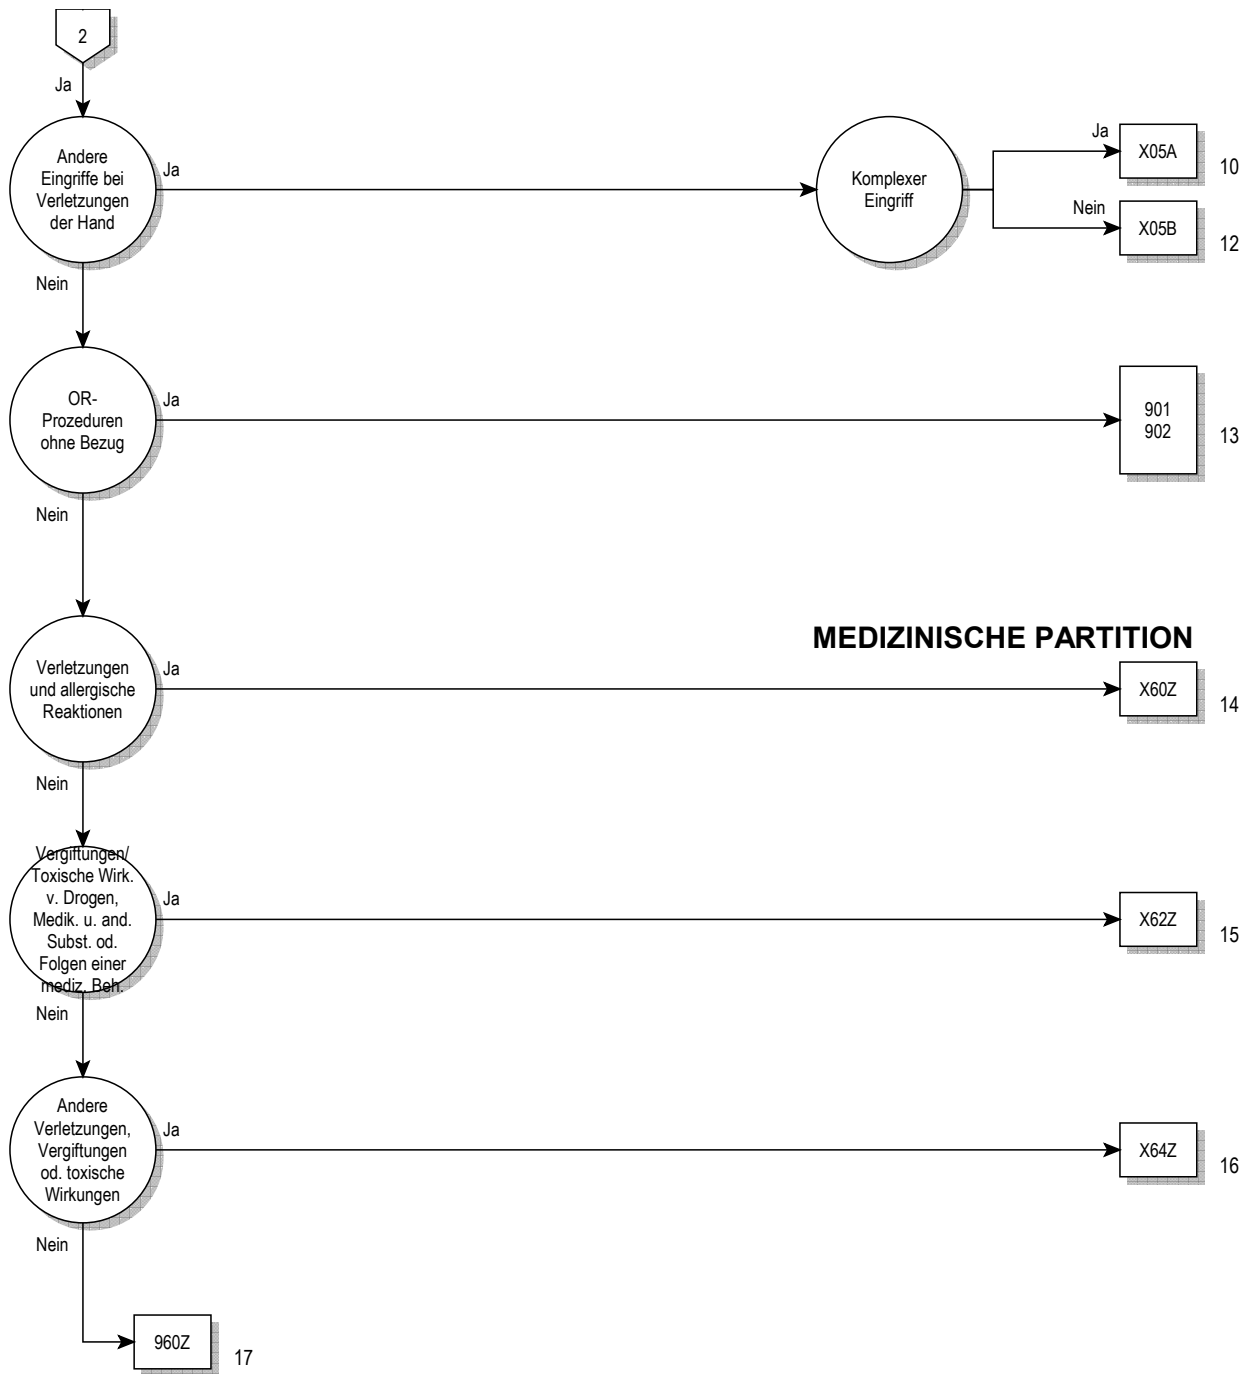 2
Ja
Andere
Eingriffe bei
Verletzungen
der Hand
Ja
Komplexer
Eingriff
Ja
X05A
10
Nein
X05B
12
Nein
OR-
Prozeduren
ohne Bezug
Ja
901
902
13
Nein
MEDIZINISCHE PARTITION
Verletzungen
und allergische
Reaktionen
Ja
X60Z
14
Nein
Vergiftungen/
Toxische Wirk.
v. Drogen,
Medik. u. and.
Subst. od.
Folgen einer
mediz. Beh.
Ja
X62Z
15
Nein
Andere
Verletzungen,
Vergiftungen
od. toxische
Wirkungen
Ja
X64Z
16
Nein
960Z
17